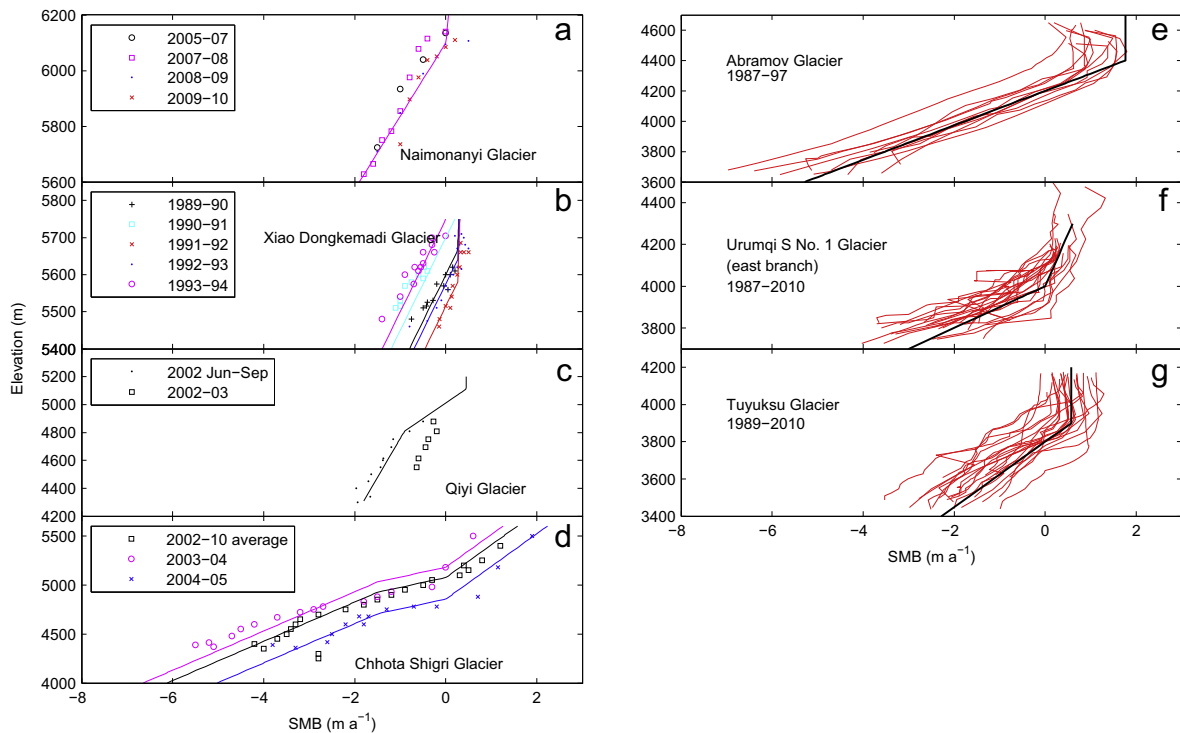 Elevation (m)
6200
6000
5800
5600
2005−07
2007−08
2008−09
2009−10
a
Naimonanyi Glacier
5800
5700
5600
5500
5400
1989−90
1990−91
1991−92
1992−93
1993−94
b
Xiao Dongkemadi Glacier
5400
5200
5000
4800
4600
4400
4200
2002 Jun−Sep
2002−03
c
Qiyi Glacier
5500
5000
4500
4000
2002−10 average
2003−04
2004−05
d
Chhota Shigri Glacier
−8 −6 −4 −2 0 2
SMB (m a⁻¹)
4600
4400
4200
4000
3800
3600
e
Abramov Glacier
1987−97
4400
4200
4000
3800
3600
f
Urumqi S No. 1 Glacier
(east branch)
1987−2010
4200
4000
3800
3600
3400
g
Tuyuksu Glacier
1989−2010
−8 −6 −4 −2 0 2
SMB (m a⁻¹)